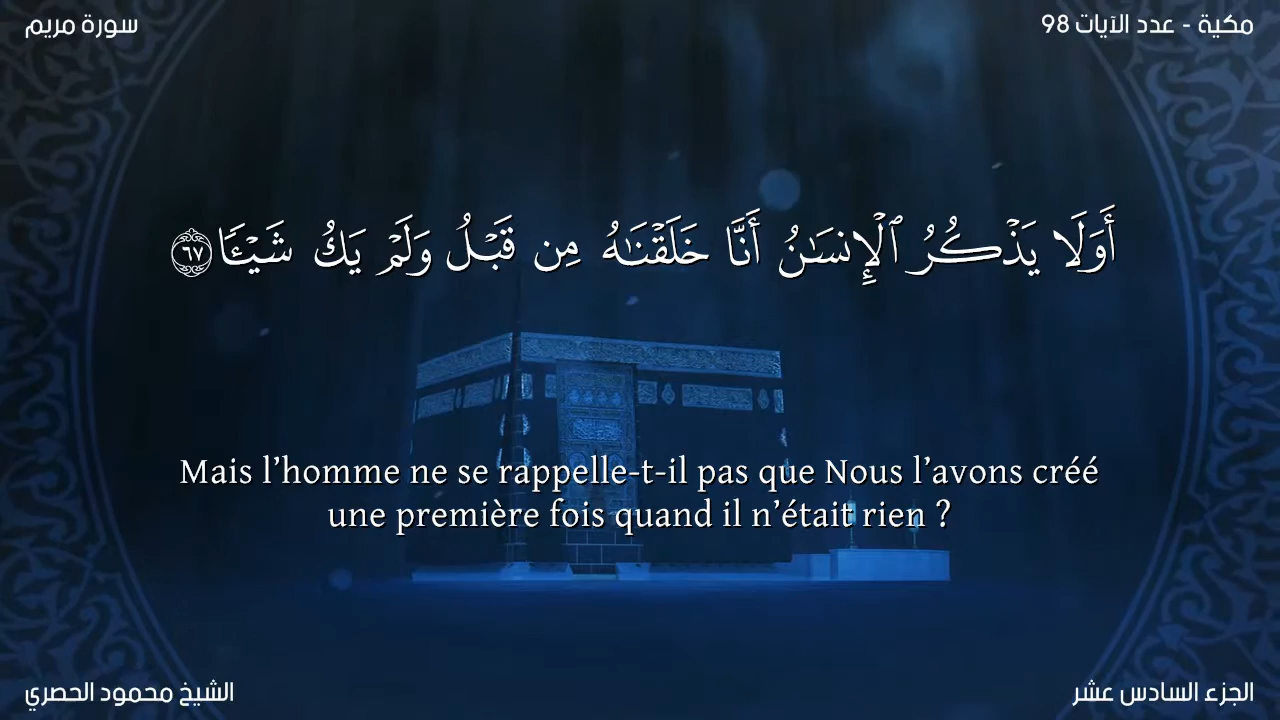 مكية - عدد الآيات 98
سورة مريم
أَوَلَا يَذْكُرُ ٱلْإِنسَـٰنُ أَنَّا خَلَقْنَـٰهُ مِن قَبْلُ وَلَمْ يَكُ شَيْـًٔا ٦٧
Mais l’homme ne se rappelle-t-il pas que Nous l’avons créé
une première fois quand il n’était rien ?
الجزء السادس عشر
الشيخ محمود الحصري